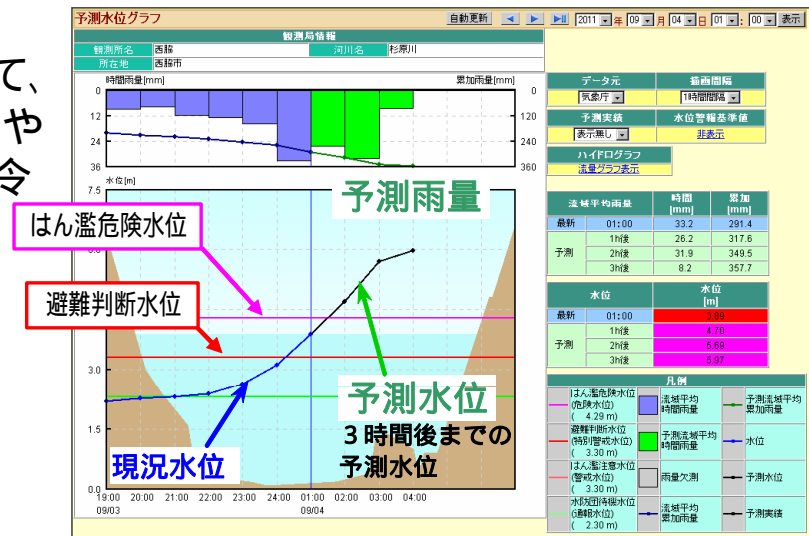 て、
や
令
予測水位グラフ
自動更新 2011 年 09 月 04 日 01 : 00 表示
観測局情報
観測所名 西脇 河川名 杉原川
所在地 西脇市
時間雨量[mm] 累加雨量[mm]
0 0
12 120
24 240
36 360
水位[m]
7.5
予測雨量
はん濫危険水位
避難判断水位
3.0
1.5
0.0
予測水位
3時間後までの
予測水位
現況水位
19:00 20:00 21:00 22:00 23:00 24:00 01:00 02:00 03:00 04:00
09/03 09/04
データ元 描画間隔
気象庁 1時間間隔
予測実績 水位警報基準値
表示無し 非表示
ハイドログラフ
流量グラフ表示
流域平均雨量 時間[mm] 累加[mm]
最新 01:00 33.2 291.4
予測 1h後 26.2 317.6
2h後 31.9 349.5
3h後 8.2 357.7
水位 水位[m]
最新 01:00 3.89
予測 1h後 4.70
2h後 5.69
3h後 5.97
凡例
はん濫危険水位 (危険水位) ( 4.29 m) 流域平均時間雨量 予測流域平均累加雨量
避難判断水位 (特別警戒水位) ( 3.30 m) 予測流域平均時間雨量 水位
はん濫注意水位 (警戒水位) ( 3.30 m) 雨量欠測 予測水位
水防団待機水位 (通報水位) ( 2.30 m) 流域平均累加雨量 予測実績